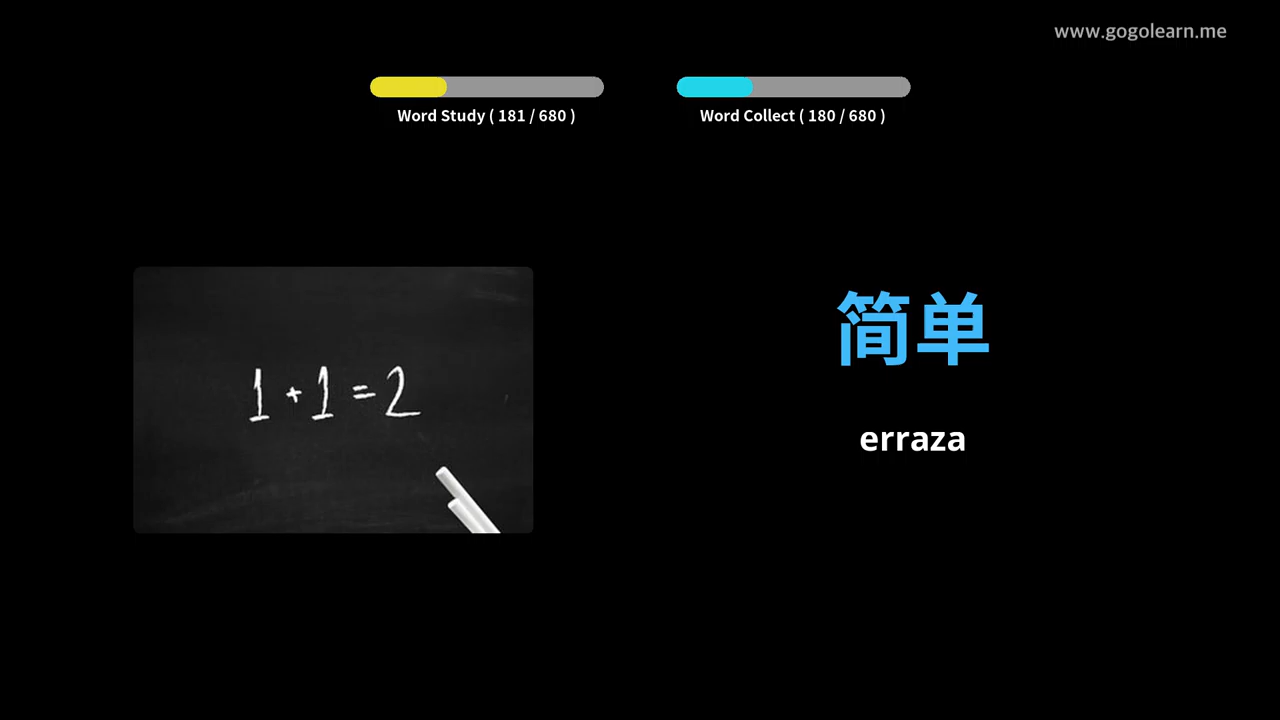 www.gogolearn.me
Word Study ( 181 / 680 )
Word Collect ( 180 / 680 )
1 + 1 = 2
简单
erraza